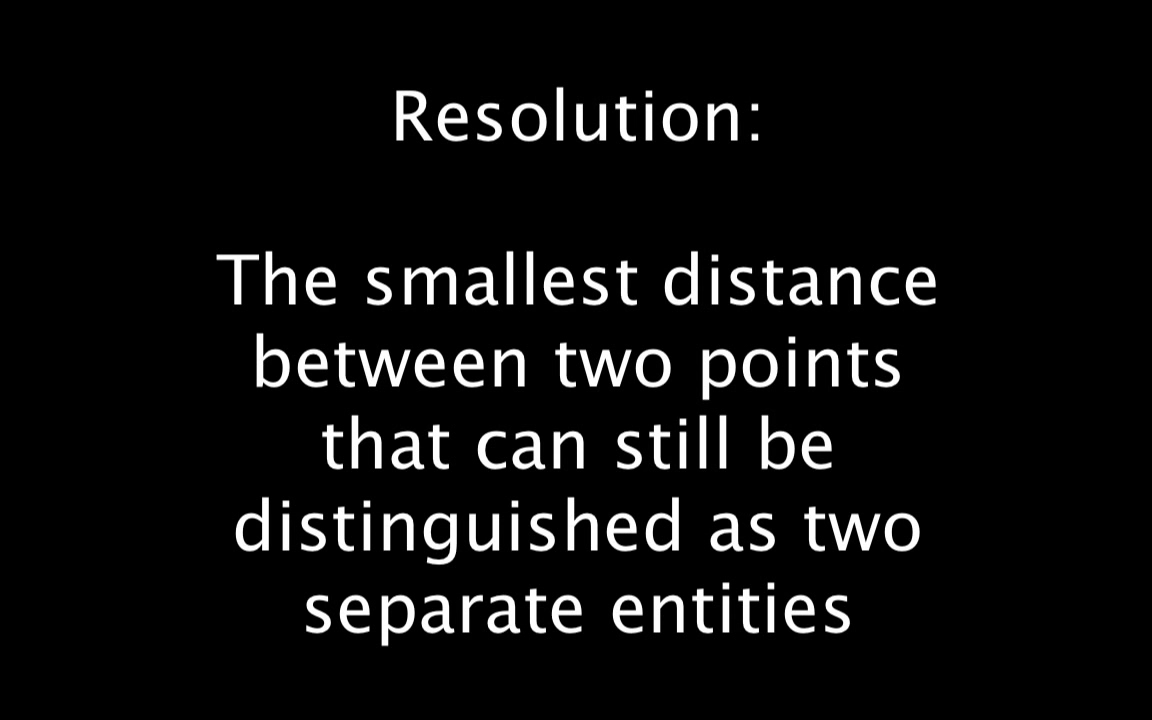 Resolution:
The smallest distance
between two points
that can still be
distinguished as two
separate entities